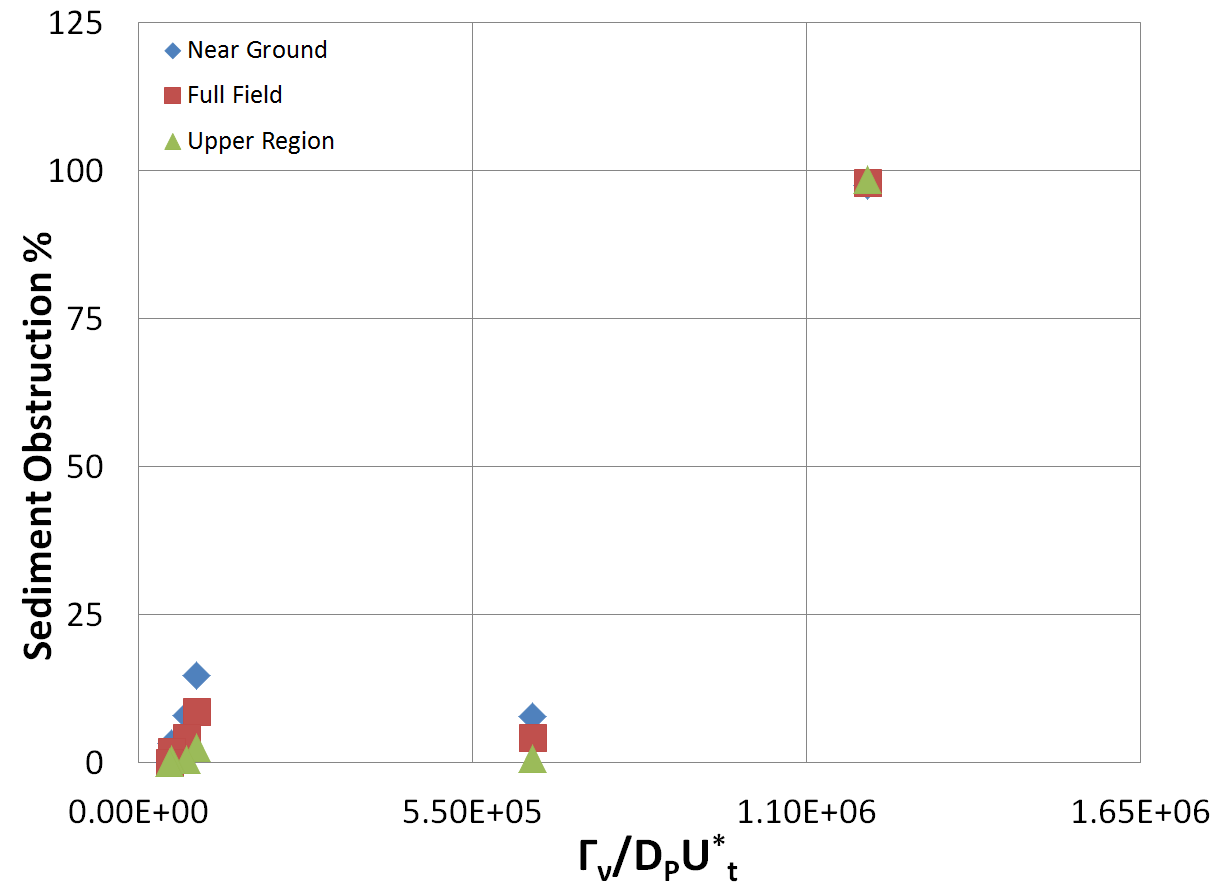 125
Near Ground
Full Field
Upper Region
100
75
50
25
0
Sediment Obstruction %
0.00E+00 5.50E+05 1.10E+06 1.65E+06
Γᵥ/DₚU*ₜ